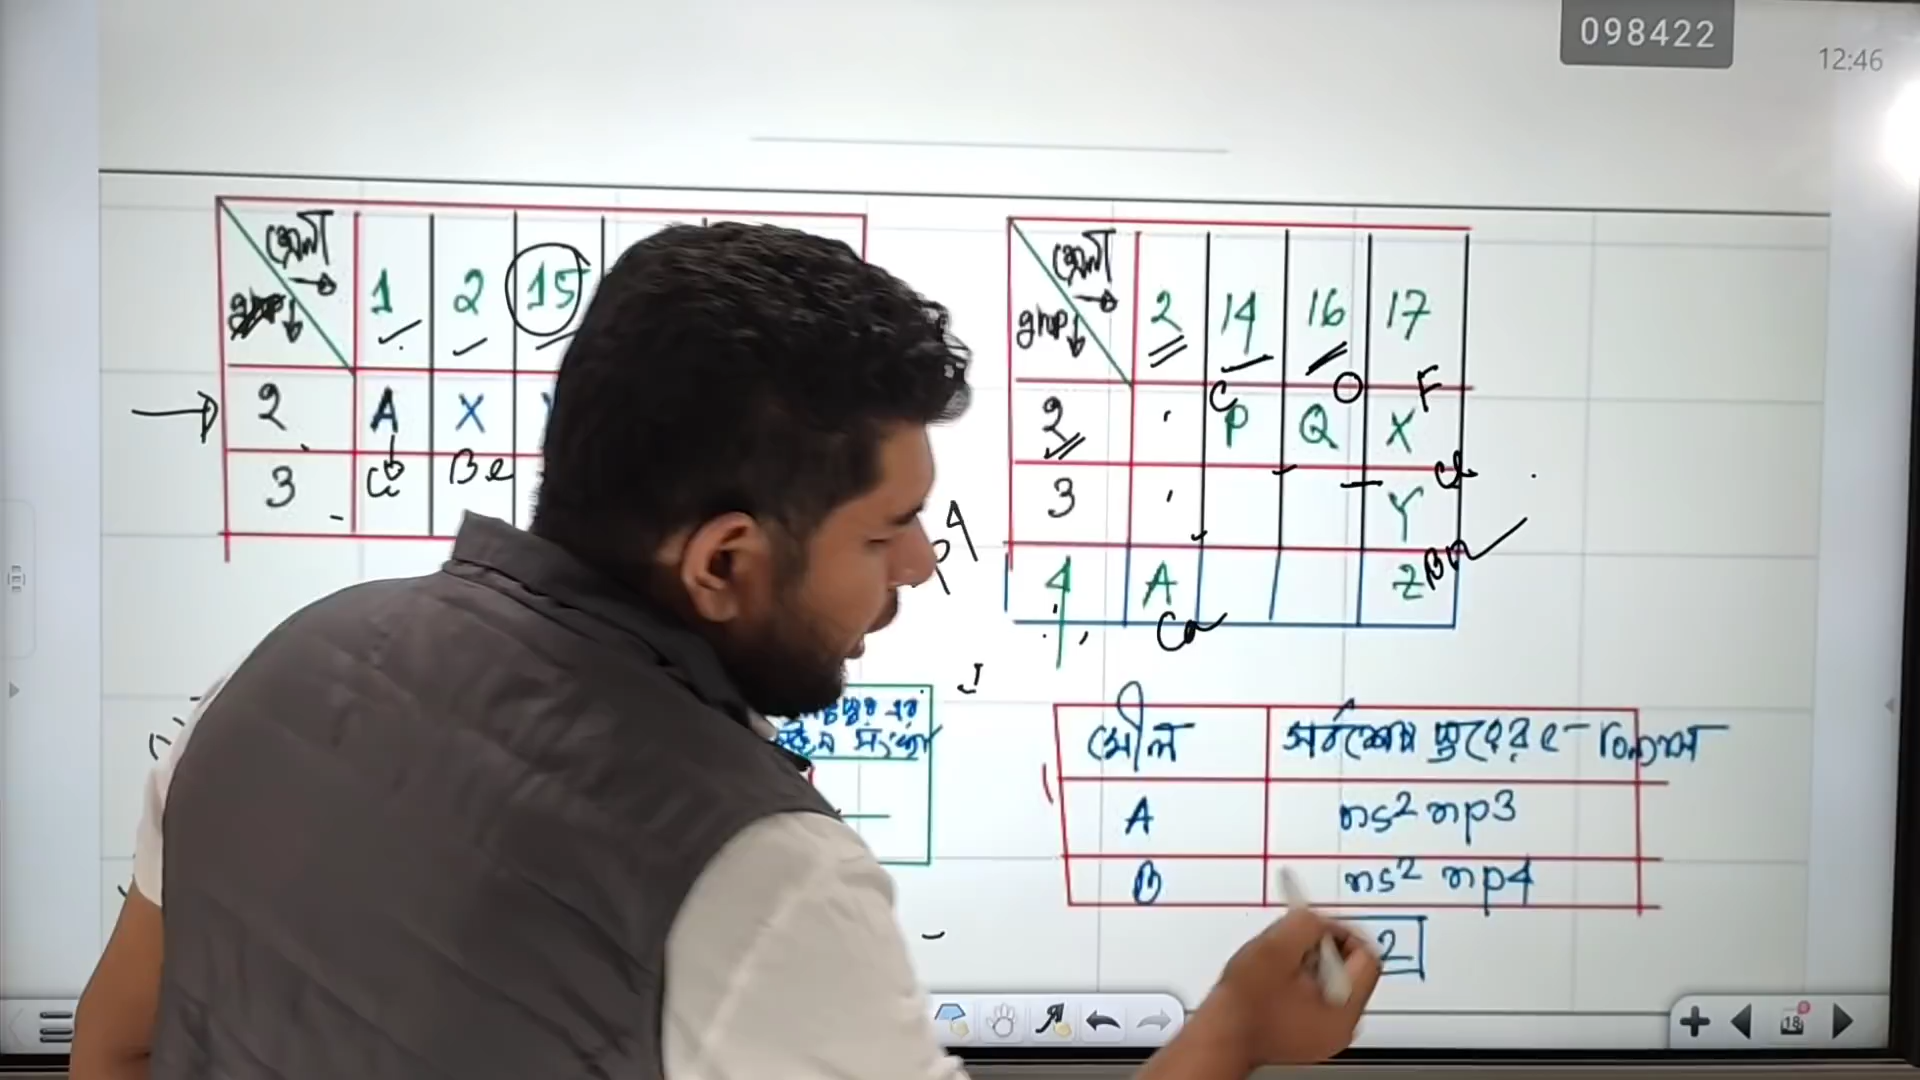 098422
12:46
শ্রেণী
1 2 15
2 A X
Be
3
শ্রেণী
2 14 16 17
grp
C O F
2 P Q X
Cl
3 Y
Br
4 A Z
Ca
মৌল সর্বশেষ স্তরের e-
A ns2 np3
B ns2 np4
2
18